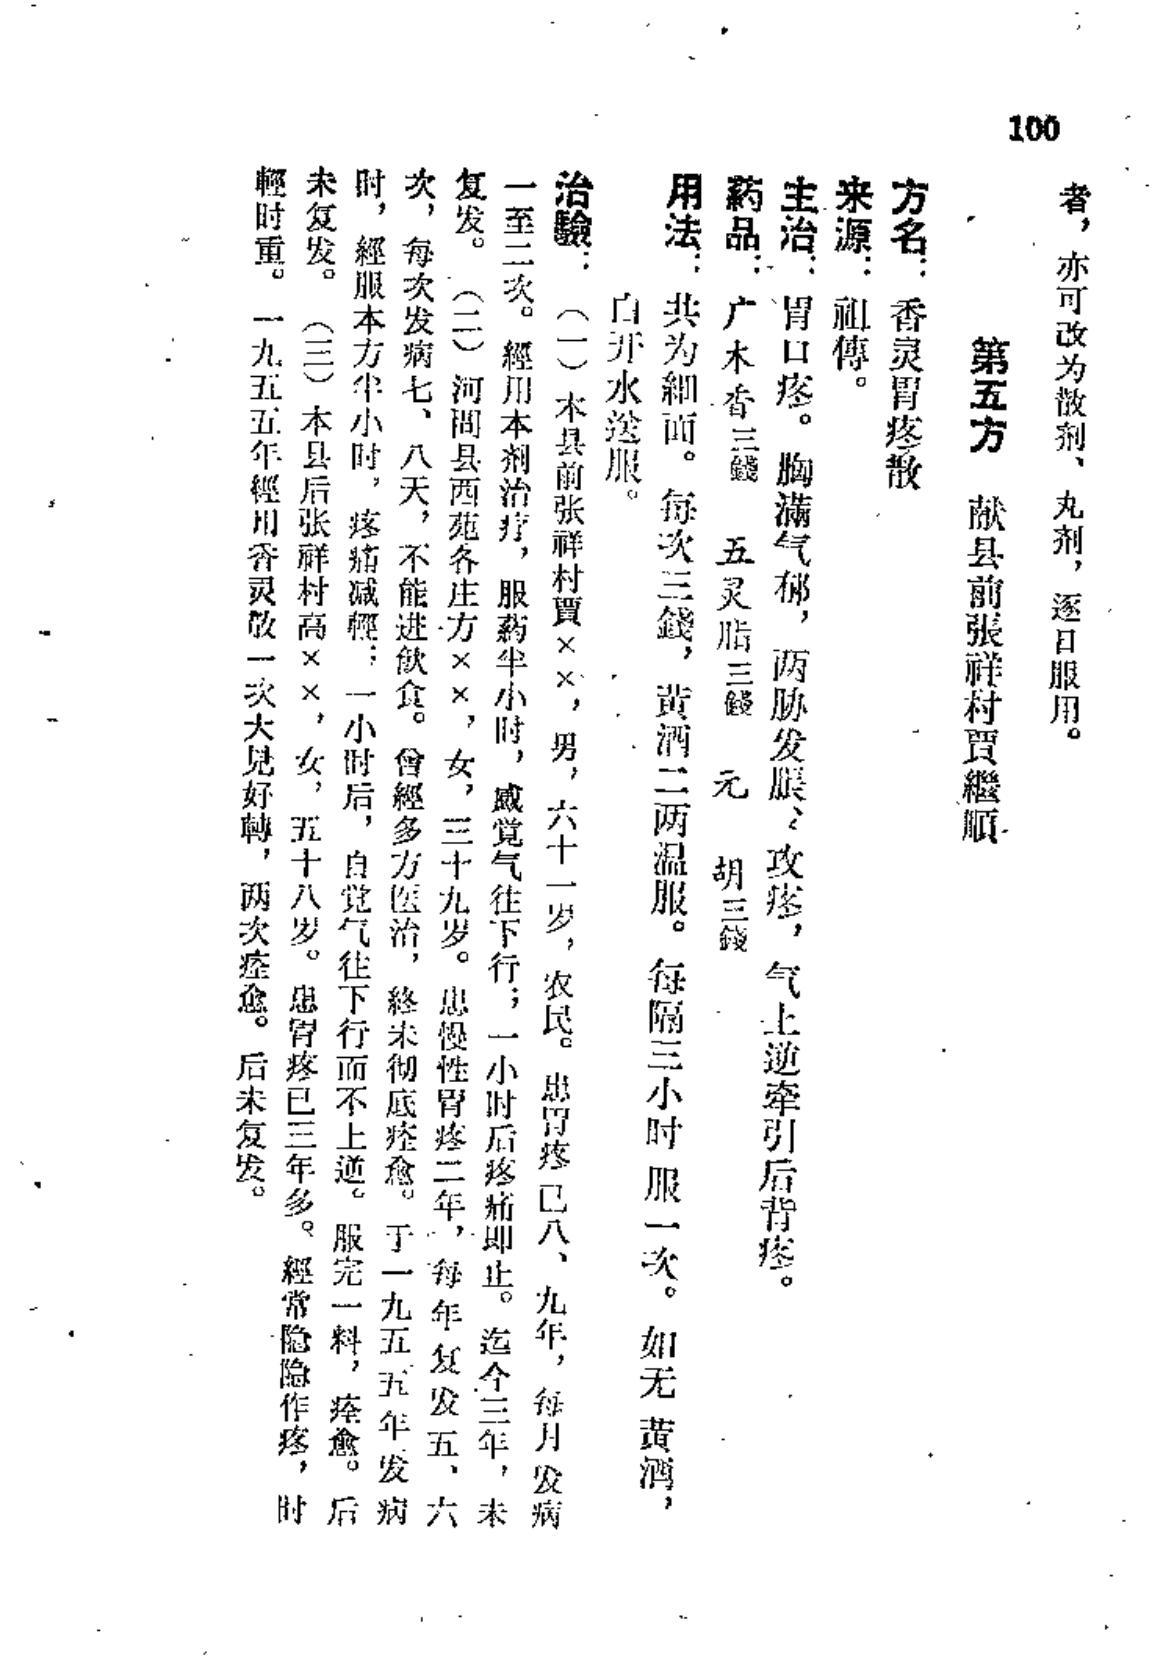 100
者，亦可改为散剂、丸剂，逐日服用。
第五方　献县前張祥村賈繼順
方名：香灵胃疼散
来源：祖傳。
主治：胃口疼。胸滿气郁，两胁发脹、攻疼，气上逆牵引后背疼。
葯品：广木香三錢　五灵脂三錢　元胡三錢
用法：共为細面。每次三錢，黄酒二两温服。每隔三小时服一次。如无黄酒，
白开水送服。
治驗：（一）本县前张祥村賈××，男，六十一岁，农民。患胃疼已八、九年，每月发病
一至二次。經用本剂治疗，服葯半小时，感觉气往下行；一小时后疼痛即止。迄今三年，未
复发。（二）河間县西苑各庄方××，女，三十九岁。患慢性胃疼二年，每年复发五、六
次，每次发病七、八天，不能进飲食。曾經多方医治，終未彻底痊愈。于一九五五年发病
时，經服本方半小时，疼痛减輕；一小时后，自觉气往下行而不上逆。服完一料，痊愈。后
未复发。（三）本县后张祥村高××，女，五十八岁。患胃疼已三年多。經常隐隐作疼，时
輕时重。一九五五年經用香灵散一次大見好轉，两次痊愈。后未复发。